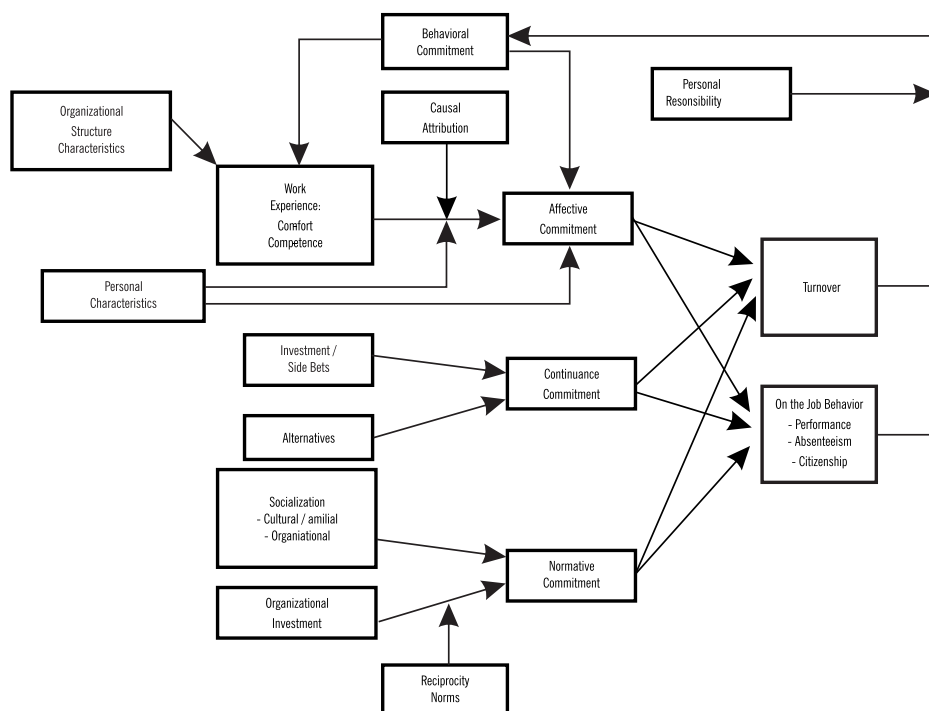 Behavioral
Commitment
Personal
Resonsibility
Organizational
Structure
Characteristics
Causal
Attribution
Work
Experience:
Comfort
Competence
Affective
Commitment
Personal
Characteristics
Turnover
Investment /
Side Bets
Continuance
Commitment
Alternatives
On the Job Behavior
- Performance
- Absenteeism
- Citizenship
Socialization
- Cultural / amilial
- Organiational
Normative
Commitment
Organizational
Investment
Reciprocity
Norms